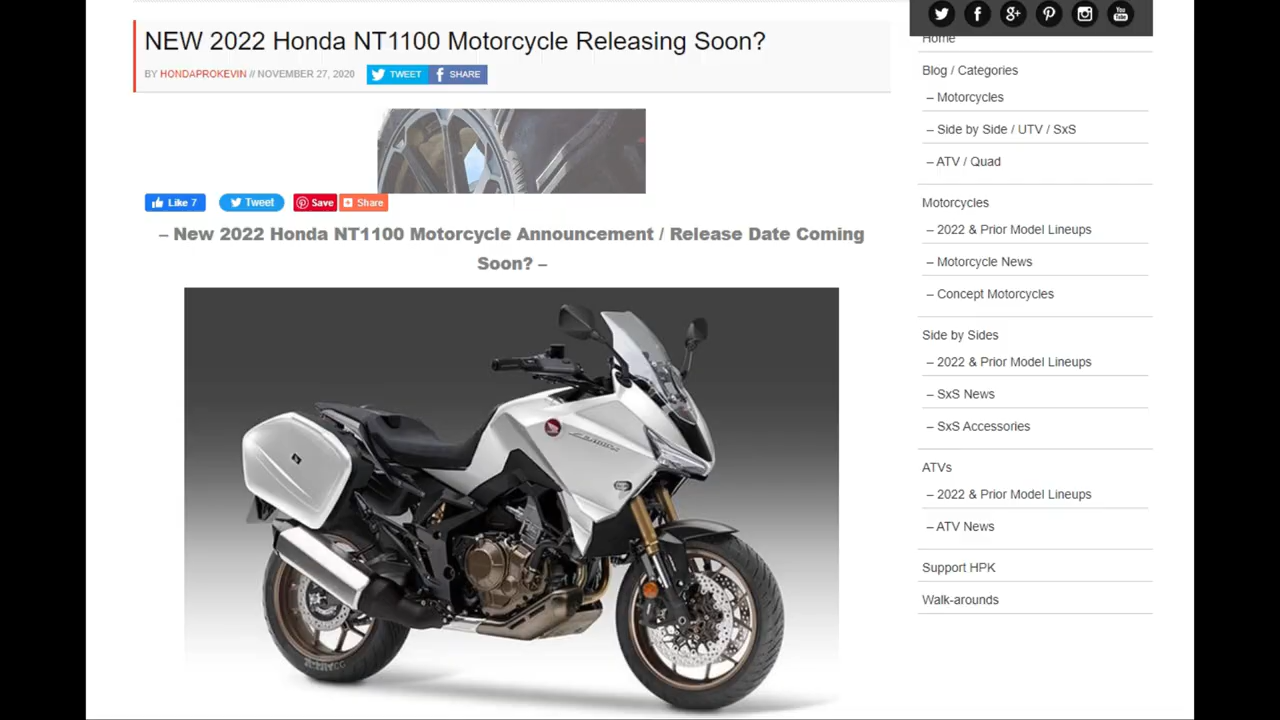 NEW 2022 Honda NT1100 Motorcycle Releasing Soon?
BY HONDAPROKEVIN // NOVEMBER 27, 2020
TWEET
SHARE
Like 7
Tweet
Save
Share
– New 2022 Honda NT1100 Motorcycle Announcement / Release Date Coming
Soon? –
You
Tube
Home
Blog / Categories
– Motorcycles
– Side by Side / UTV / SxS
– ATV / Quad
Motorcycles
– 2022 & Prior Model Lineups
– Motorcycle News
– Concept Motorcycles
Side by Sides
– 2022 & Prior Model Lineups
– SxS News
– SxS Accessories
ATVs
– 2022 & Prior Model Lineups
– ATV News
Support HPK
Walk-arounds